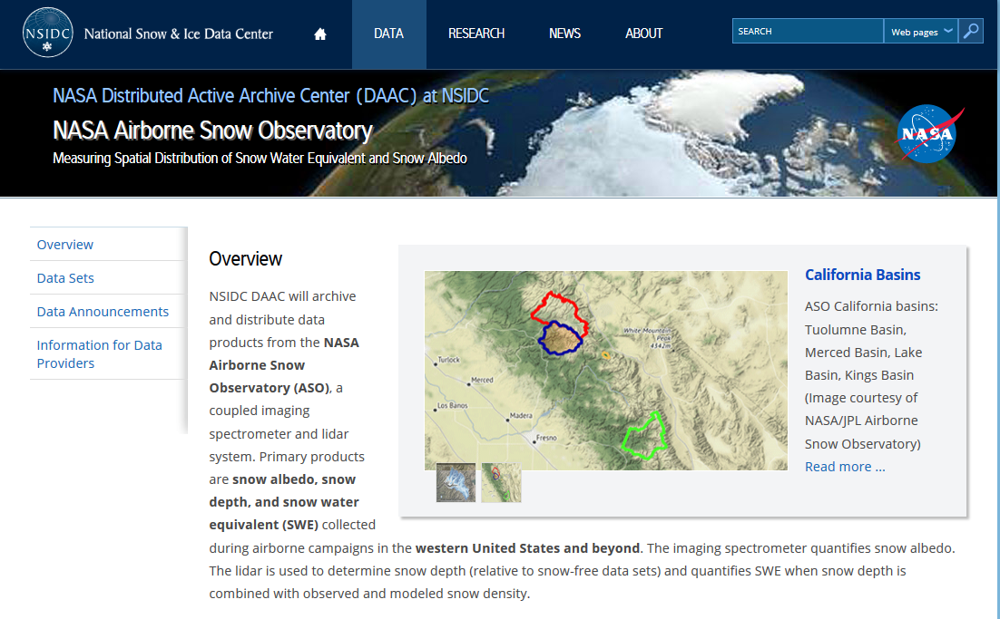 NSIDC
National Snow & Ice Data Center
DATA
RESEARCH
NEWS
ABOUT
SEARCH
Web pages
NASA Distributed Active Archive Center (DAAC) at NSIDC
NASA Airborne Snow Observatory
Measuring Spatial Distribution of Snow Water Equivalent and Snow Albedo
NASA
Overview
Data Sets
Data Announcements
Information for Data
Providers
Overview
NSIDC DAAC will archive
and distribute data
products from the NASA
Airborne Snow
Observatory (ASO), a
coupled imaging
spectrometer and lidar
system. Primary products
are snow albedo, snow
depth, and snow water
equivalent (SWE) collected
during airborne campaigns in the western United States and beyond. The imaging spectrometer quantifies snow albedo.
The lidar is used to determine snow depth (relative to snow-free data sets) and quantifies SWE when snow depth is
combined with observed and modeled snow density.
White Mountain
Peak
4342 m
Turlock
Merced
Los Banos
Madera
Fresno
California Basins
ASO California basins:
Tuolumne Basin,
Merced Basin, Lake
Basin, Kings Basin
(Image courtesy of
NASA/JPL Airborne
Snow Observatory)
Read more ...